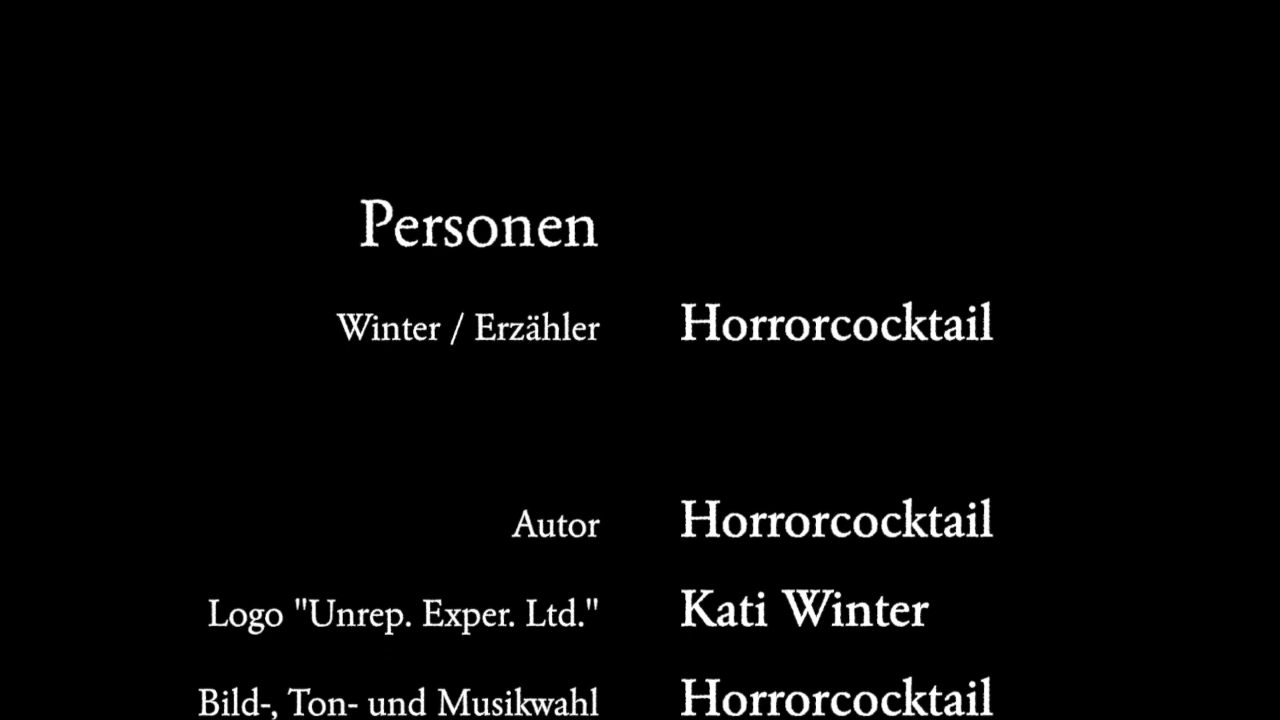 Personen
Winter / Erzähler Horrorcocktail
Autor Horrorcocktail
Logo "Unrep. Exper. Ltd." Kati Winter
Bild-, Ton- und Musikwahl Horrorcocktail